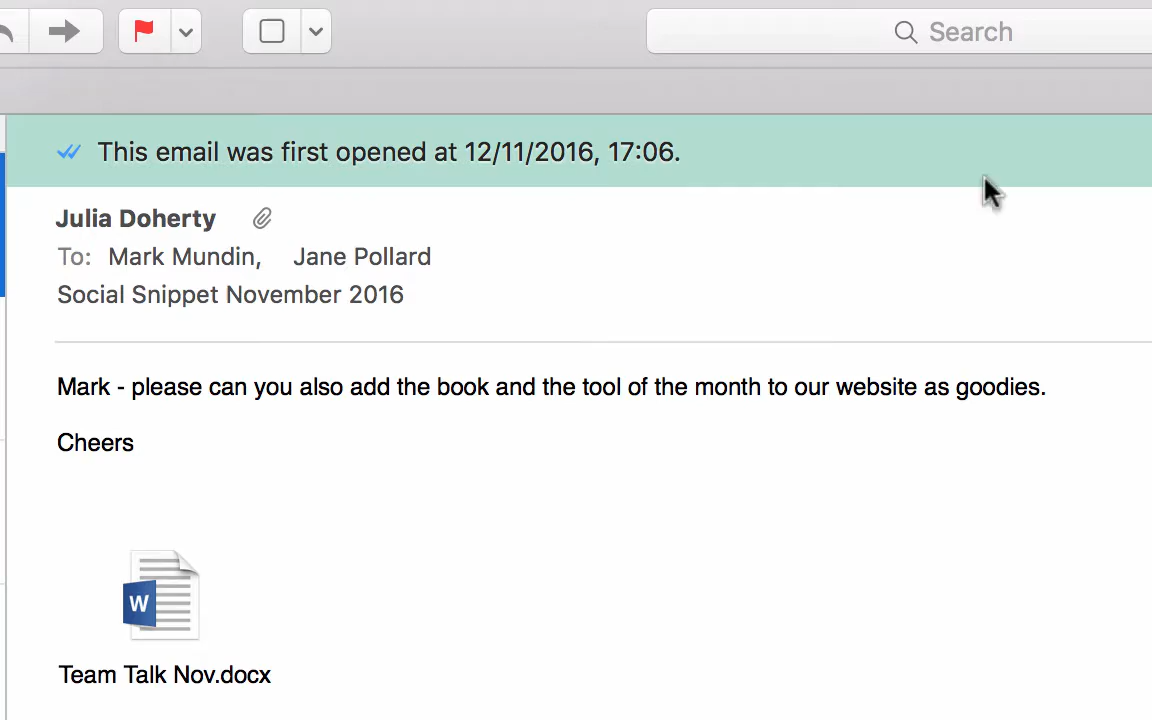 Search
This email was first opened at 12/11/2016, 17:06.
Julia Doherty
To: Mark Mundin, Jane Pollard
Social Snippet November 2016
Mark - please can you also add the book and the tool of the month to our website as goodies.
Cheers
W
Team Talk Nov.docx